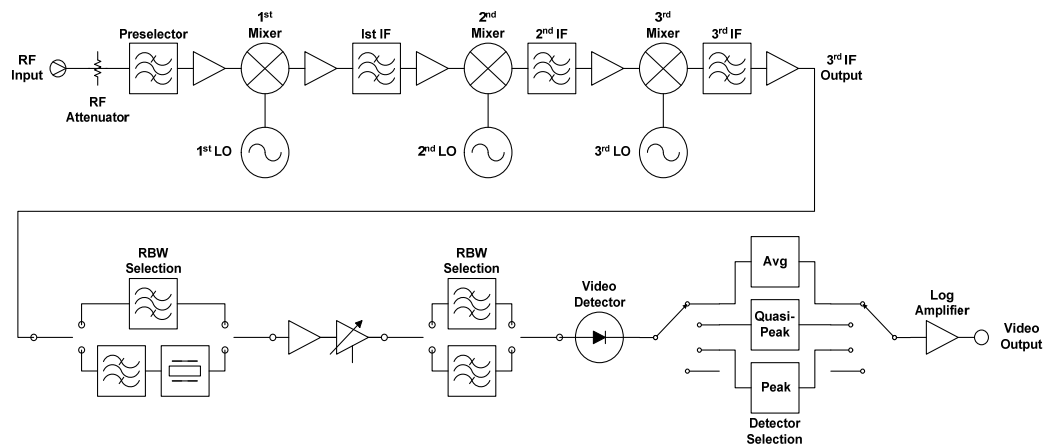 RF
Input
RF
Attenuator
Preselector
1st
Mixer
1st LO
Ist IF
2nd
Mixer
2nd LO
2nd IF
3rd
Mixer
3rd LO
3rd IF
3rd IF
Output
RBW
Selection
RBW
Selection
Video
Detector
Avg
Quasi-
Peak
Peak
Detector
Selection
Log
Amplifier
Video
Output